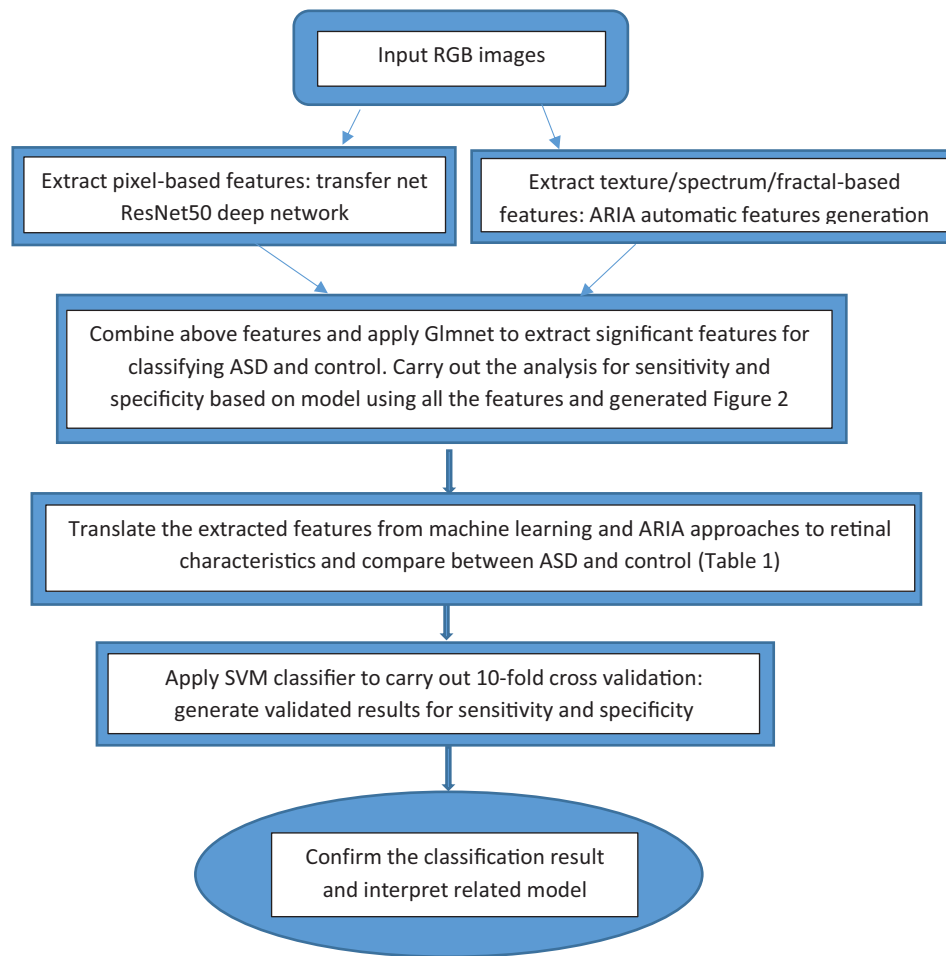 Input RGB images
Extract pixel-based features: transfer net
ResNet50 deep network
Extract texture/spectrum/fractal-based
features: ARIA automatic features generation
Combine above features and apply Glmnet to extract significant features for
classifying ASD and control. Carry out the analysis for sensitivity and
specificity based on model using all the features and generated Figure 2
Translate the extracted features from machine learning and ARIA approaches to retinal
characteristics and compare between ASD and control (Table 1)
Apply SVM classifier to carry out 10-fold cross validation:
generate validated results for sensitivity and specificity
Confirm the classification result
and interpret related model